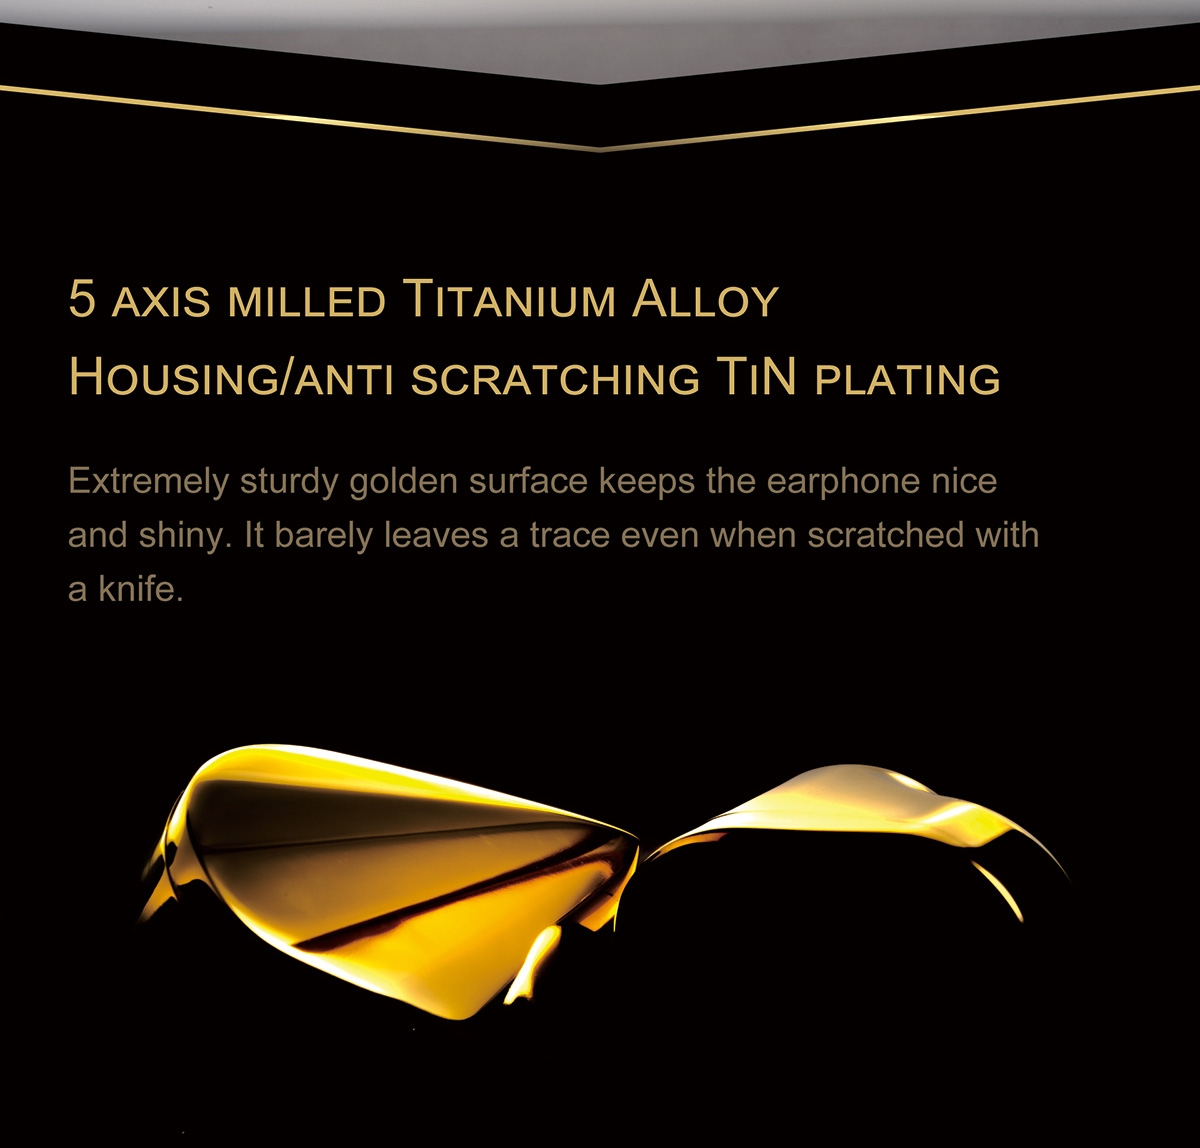 5 axis milled Titanium Alloy
Housing/anti scratching TiN plating
Extremely sturdy golden surface keeps the earphone nice
and shiny. It barely leaves a trace even when scratched with
a knife.